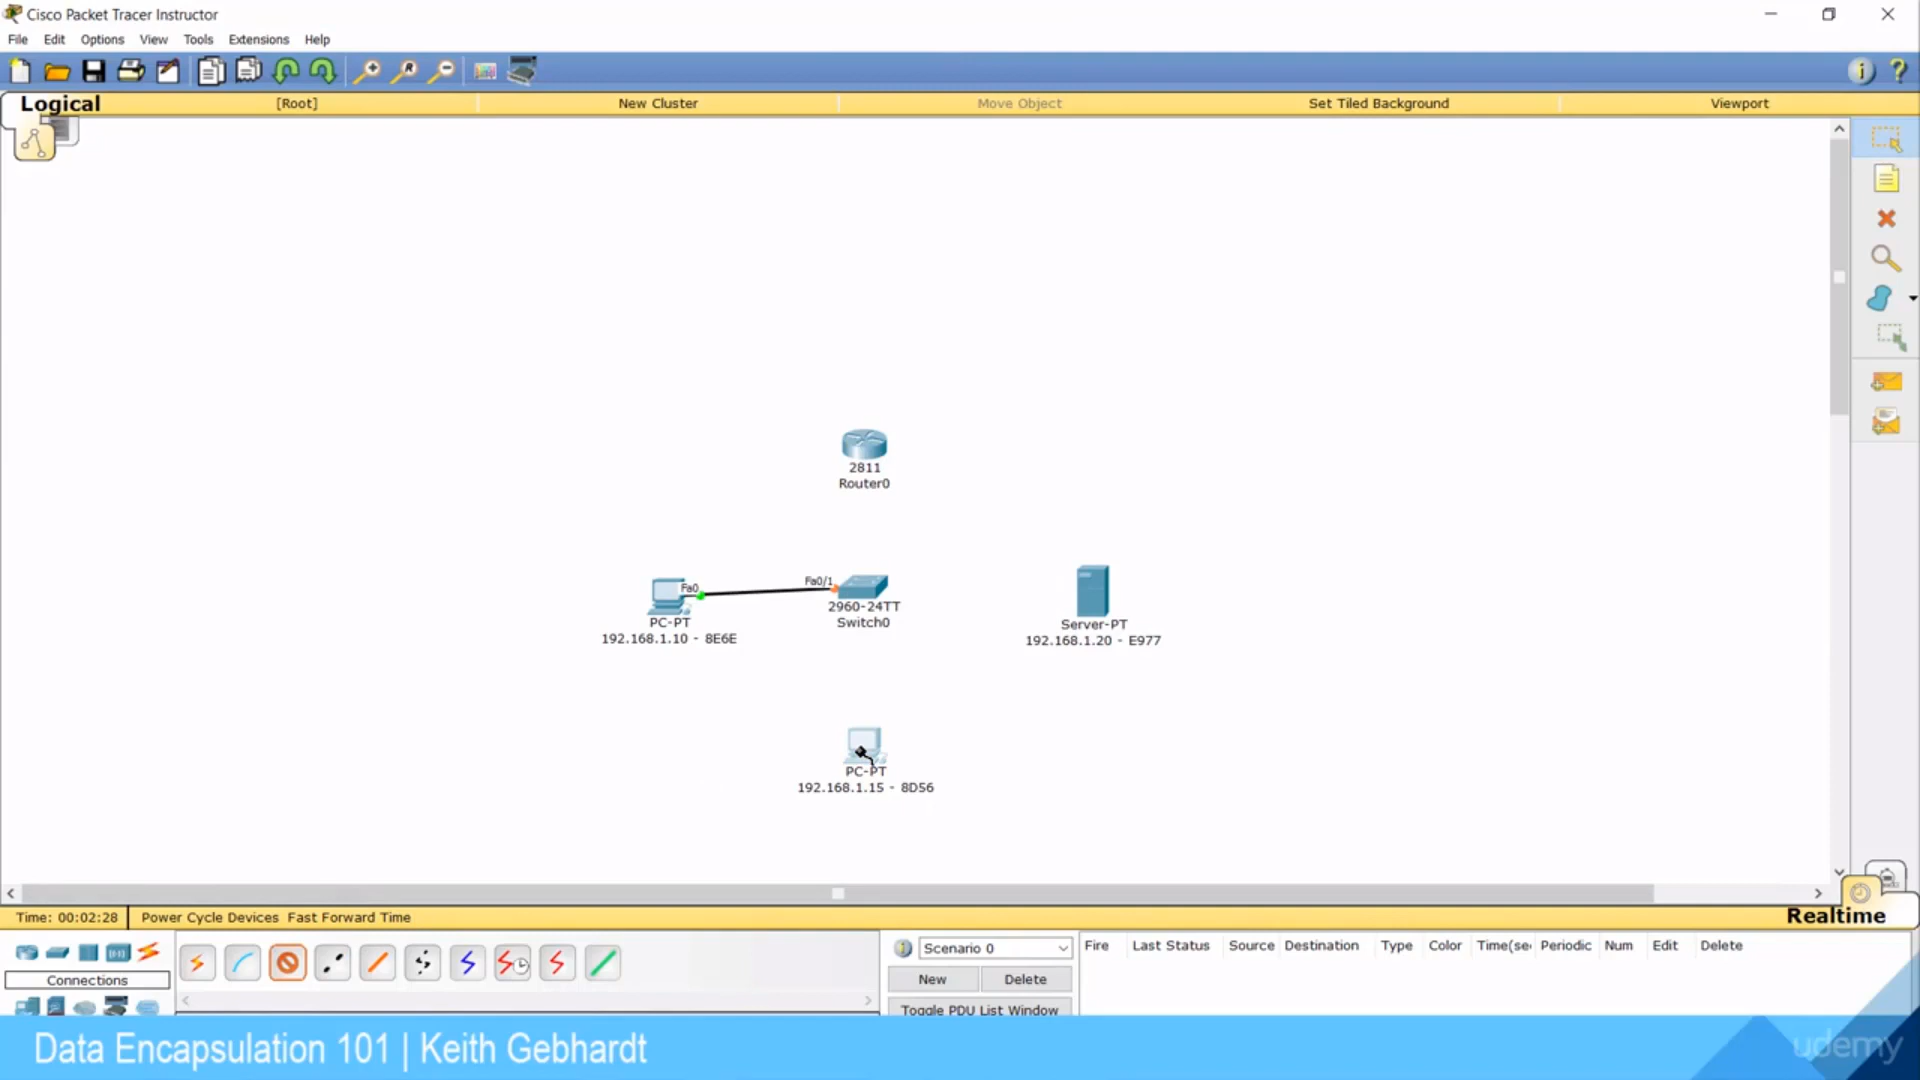 Cisco Packet Tracer Instructor
File Edit Options View Tools Extensions Help
Logical [Root] New Cluster Move Object Set Tiled Background Viewport
2811
Router0
Fa0 Fa0/1
2960-24TT
Switch0
PC-PT
192.168.1.10 - 8E6E
Server-PT
192.168.1.20 - E977
PC-PT
192.168.1.15 - 8D56
Time: 00:02:28 Power Cycle Devices Fast Forward Time Realtime
Scenario 0 Fire Last Status Source Destination Type Color Time(sec Periodic Num Edit Delete
Connections New Delete
Toggle PDU List Window
Data Encapsulation 101 | Keith Gebhardt
udemy